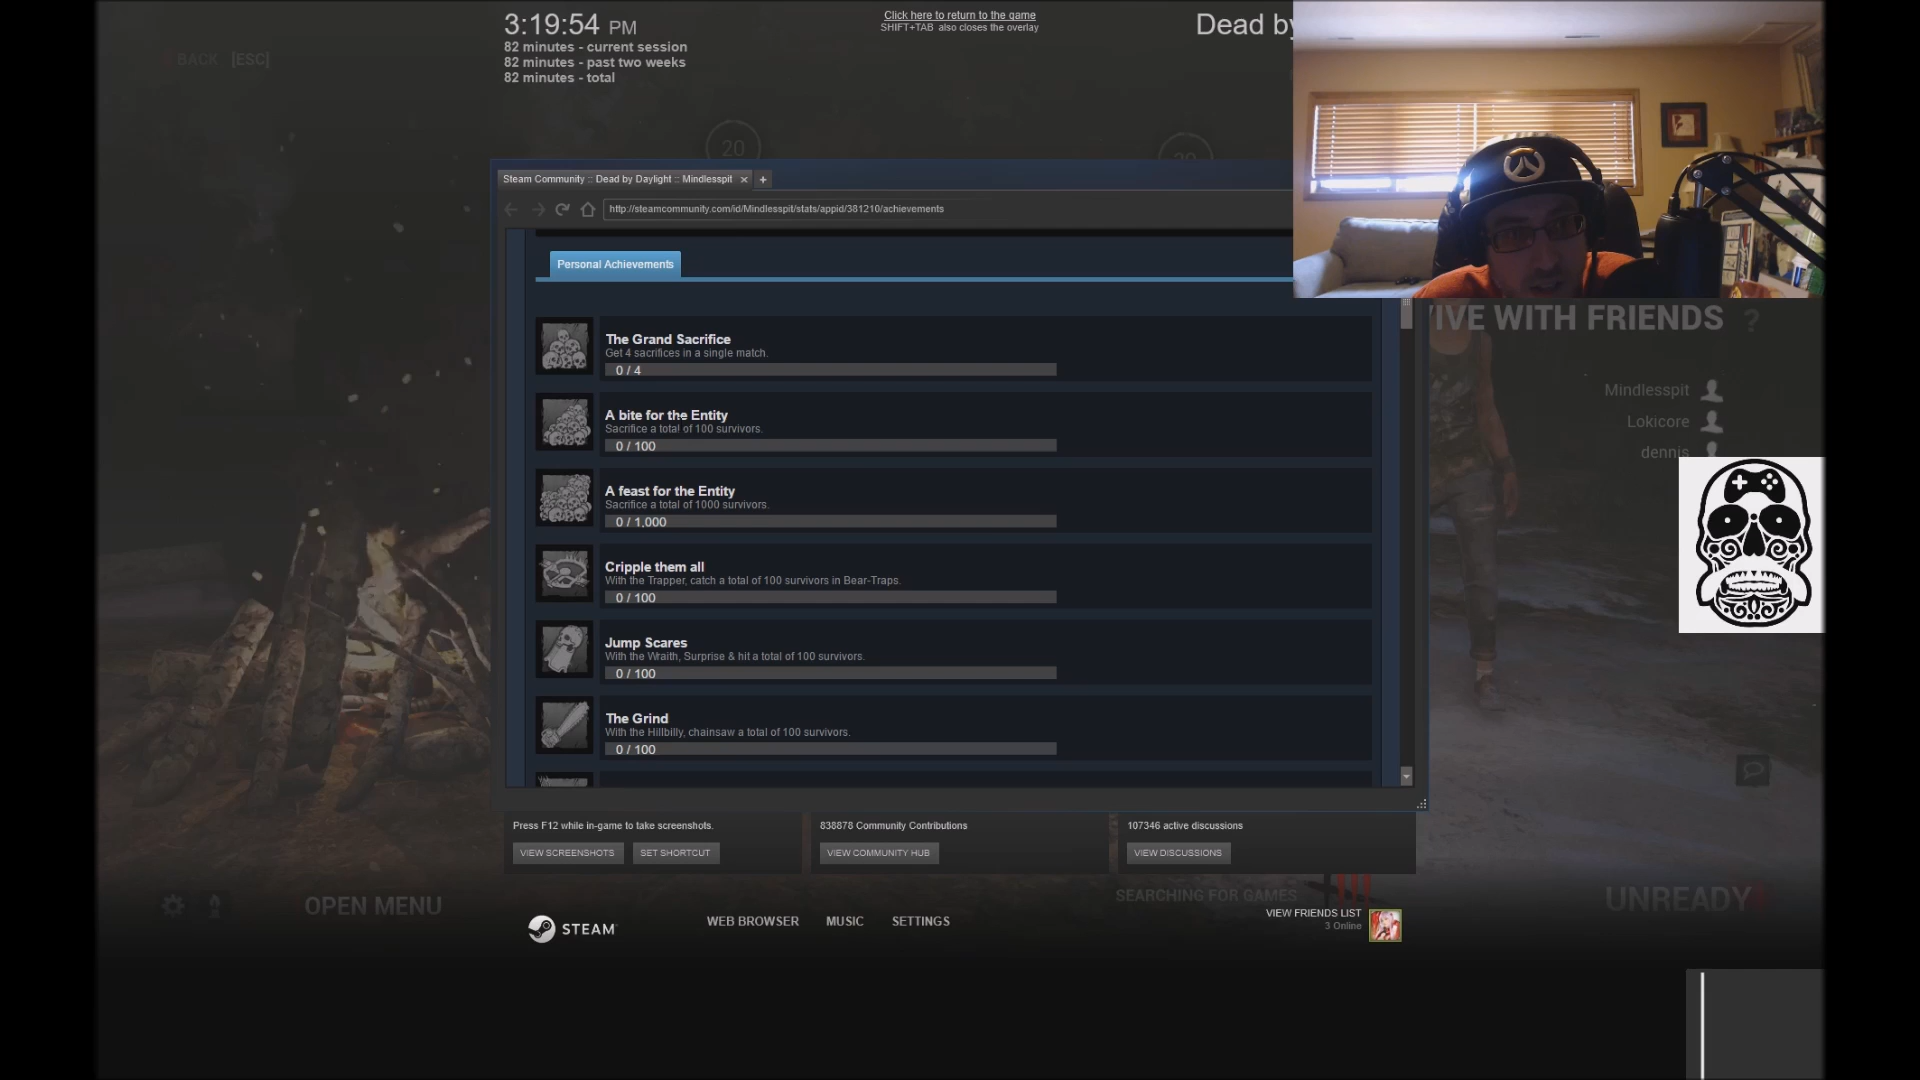 3:19:54 PM
82 minutes - current session
82 minutes - past two weeks
82 minutes - total
Click here to return to the game
SHIFT+TAB also closes the overlay
Dead by
BACK [ESC]
20
Steam Community :: Dead by Daylight :: Mindlesspit
http://steamcommunity.com/id/Mindlesspit/stats/appid/381210/achievements
Personal Achievements
The Grand Sacrifice
Get 4 sacrifices in a single match.
0 / 4
A bite for the Entity
Sacrifice a total of 100 survivors.
0 / 100
A feast for the Entity
Sacrifice a total of 1000 survivors.
0 / 1,000
Cripple them all
With the Trapper, catch a total of 100 survivors in Bear-Traps.
0 / 100
Jump Scares
With the Wraith, Surprise & hit a total of 100 survivors.
0 / 100
The Grind
With the Hillbilly, chainsaw a total of 100 survivors.
0 / 100
IVE WITH FRIENDS ?
Mindlesspit
Lokicore
dennis
Press F12 while in-game to take screenshots.
VIEW SCREENSHOTS SET SHORTCUT
838878 Community Contributions
VIEW COMMUNITY HUB
107346 active discussions
VIEW DISCUSSIONS
OPEN MENU
SEARCHING FOR GAMES
UNREADY
STEAM
WEB BROWSER MUSIC SETTINGS
VIEW FRIENDS LIST
3 Online